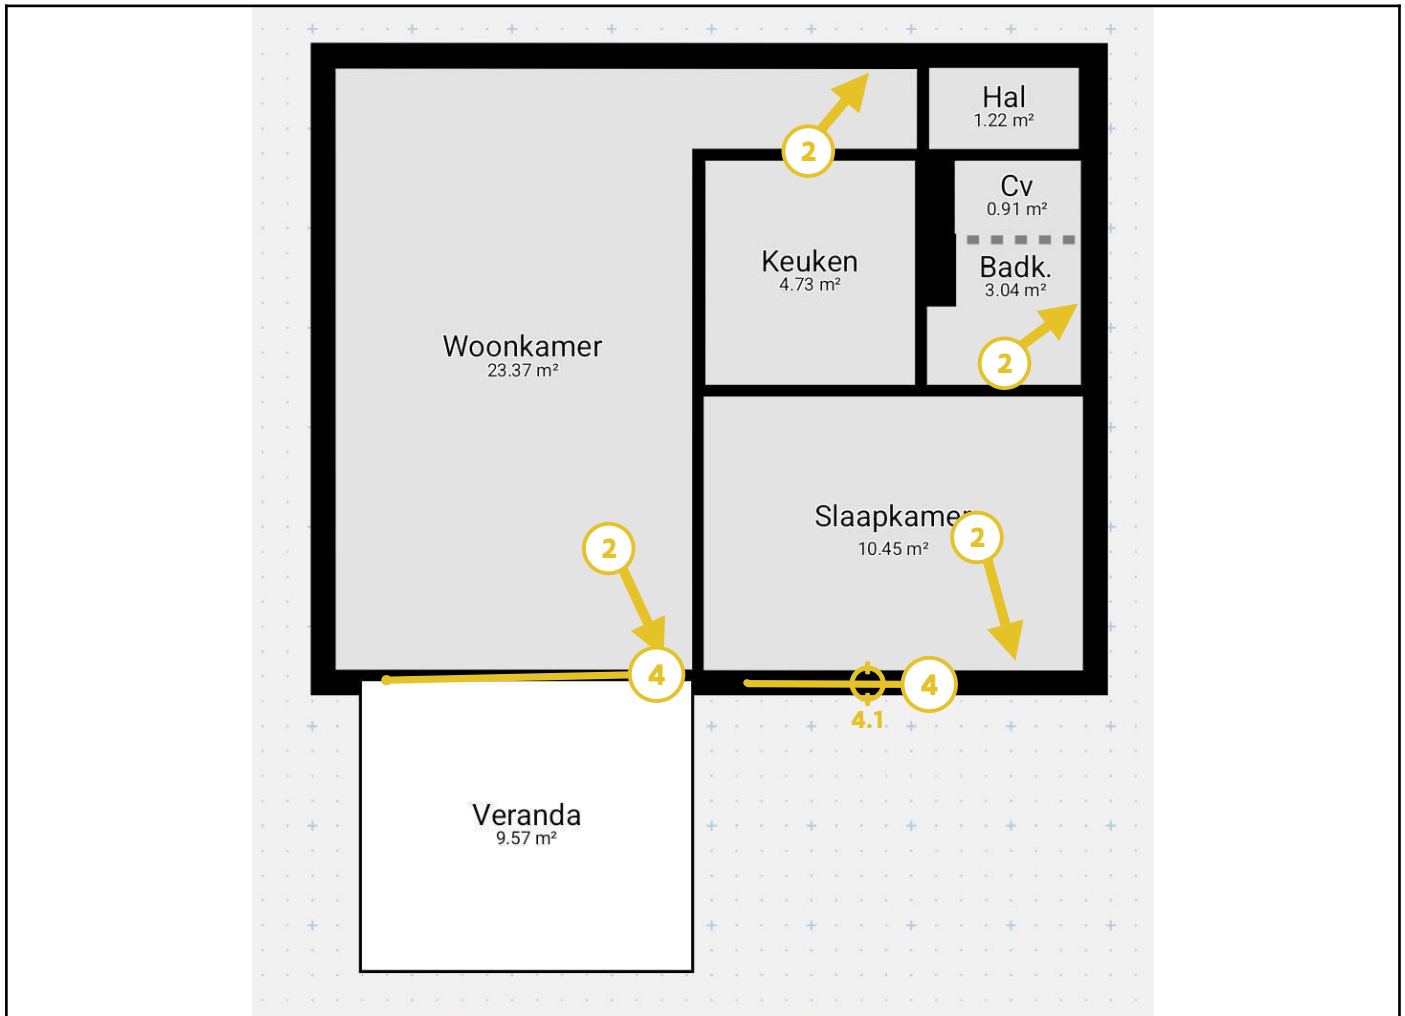 2
Hal
1.22 m²
Cv
0.91 m²
Keuken
4.73 m²
Badk.
3.04 m²
2
Woonkamer
23.37 m²
Slaapkamer
10.45 m²
2
2
4
4
4.1
Veranda
9.57 m²